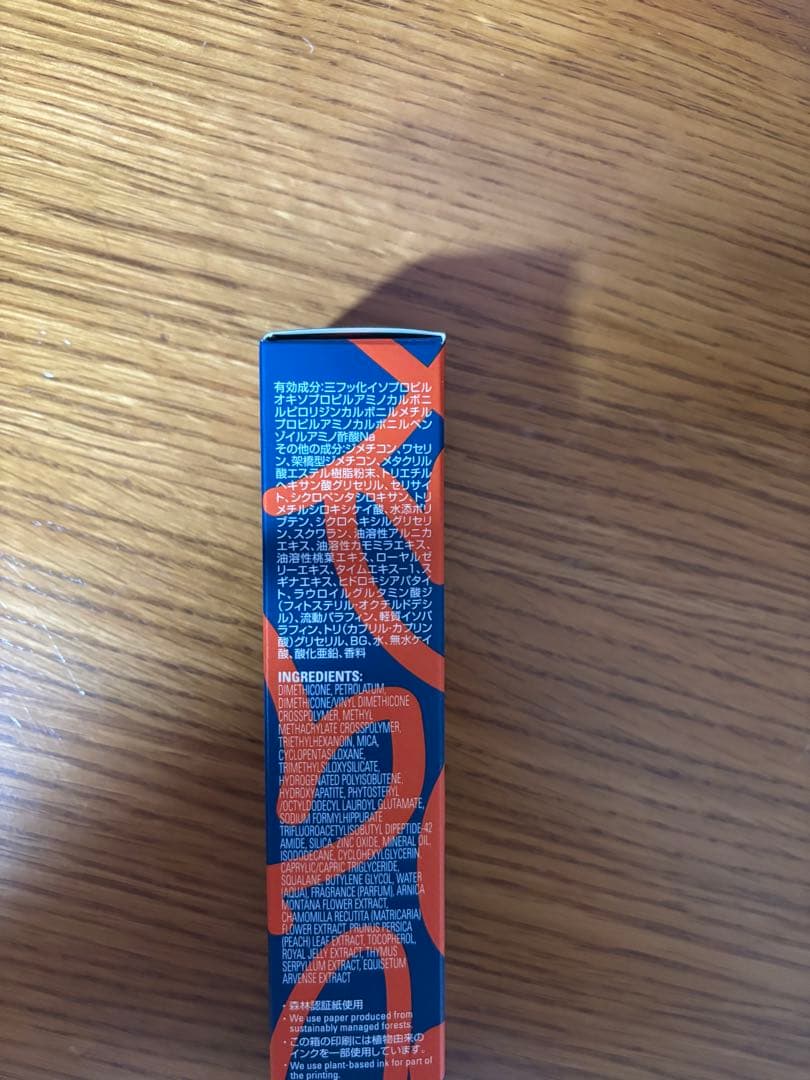 有効成分:三フッ化イソプロピル
オキソプロピルアミノカルボニ
ルピロリジンカルボニルメチル
プロピルアミノカルボニルベン
ゾイルアミノ酢酸Na
その他の成分:ジメチコン、ワセリ
ン、架橋型ジメチコン、メタクリル
酸エステル樹脂粉末、トリエチル
ヘキサン酸グリセリル、セリサイ
ト、シクロペンタシロキサン、トリ
メチルシロキシケイ酸、水添ポリ
ブテン、シクロヘキシルグリセリ
ン、スクワラン、油溶性アルニカ
エキス、油溶性カモミラエキス、
油溶性桃葉エキス、ローヤルゼ
リーエキス、タイムエキス-1、ス
ギナエキス、ヒドロキシアパタイ
ト、ラウロイルグルタミン酸ジ
(フィトステリル・オクチルドデシ
ル)、流動パラフィン、軽質イソパ
ラフィン、トリ(カプリル・カプリン
酸)グリセリル、BG、水、無水ケイ
酸、酸化亜鉛、香料
INGREDIENTS:
DIMETHICONE, PETROLATUM,
DIMETHICONE/VINYL DIMETHICONE
CROSSPOLYMER, METHYL
METHACRYLATE CROSSPOLYMER,
TRIETHYLHEXANOIN, MICA,
CYCLOPENTASILOXANE,
TRIMETHYLSILOXYSILICATE,
HYDROGENATED POLYISOBUTENE,
HYDROXYAPATITE, PHYTOSTERYL
/OCTYLDODECYL LAUROYL GLUTAMATE,
SODIUM FORMYLHIPPURATE
TRIFLUOROACETYLISOBUTYL DIPEPTIDE-42
AMIDE, SILICA, ZINC OXIDE, MINERAL OIL,
ISODODECANE, CYCLOHEXYLGLYCERIN,
CAPRYLIC/CAPRIC TRIGLYCERIDE,
SQUALANE, BUTYLENE GLYCOL, WATER
(AQUA), FRAGRANCE (PARFUM), ARNICA
MONTANA FLOWER EXTRACT,
CHAMOMILLA RECUTITA (MATRICARIA)
FLOWER EXTRACT, PRUNUS PERSICA
(PEACH) LEAF EXTRACT, TOCOPHEROL,
ROYAL JELLY EXTRACT, THYMUS
SERPYLLUM EXTRACT, EQUISETUM
ARVENSE EXTRACT
・森林認証紙使用
・We use paper produced from
sustainably managed forests.
・この箱の印刷には植物由来の
インクを一部使用しています。
・We use plant-based ink for part of
the printing.